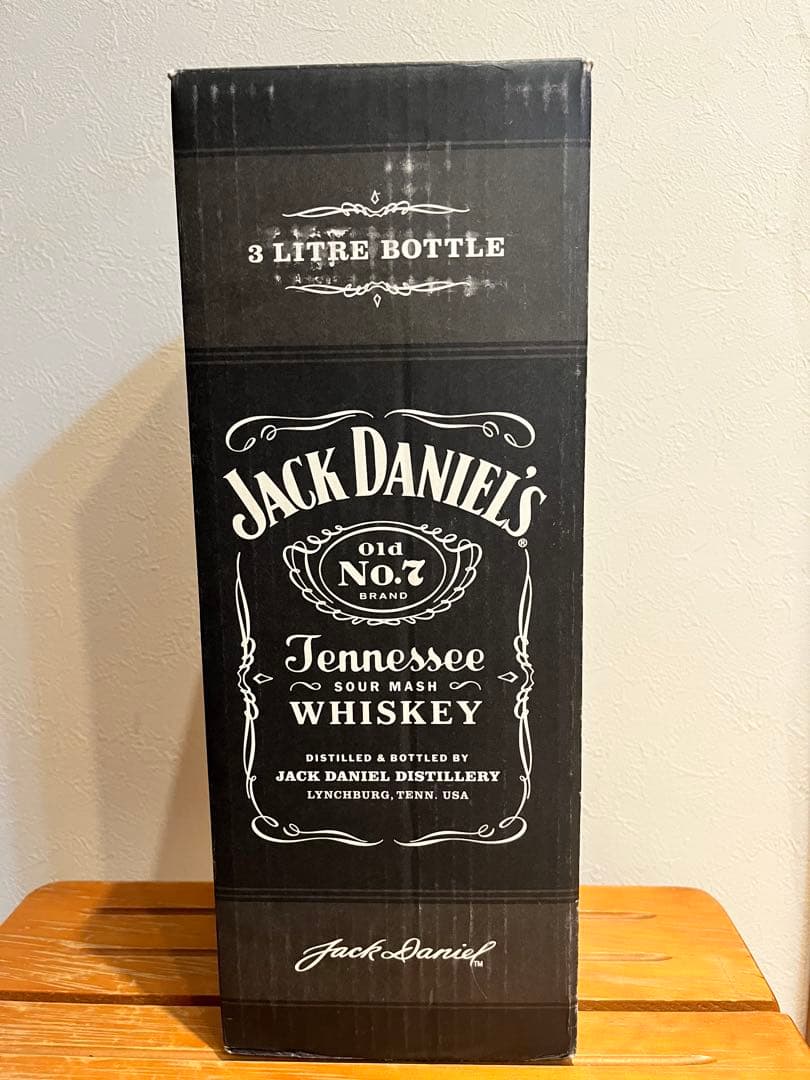 3 LITRE BOTTLE
JACK DANIEL'S®
Old
No.7
BRAND
Tennessee
SOUR MASH
WHISKEY
DISTILLED & BOTTLED BY
JACK DANIEL DISTILLERY
LYNCHBURG, TENN. USA
Jack Daniel™